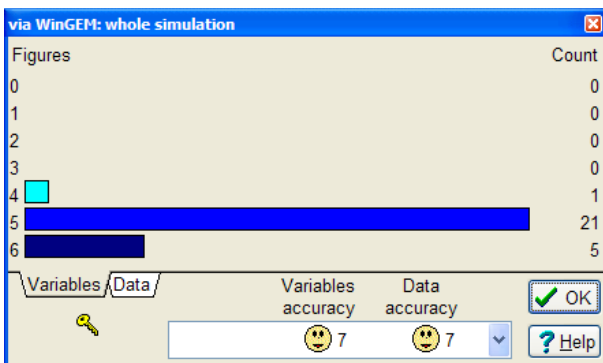 via WinGEM: whole simulation
Figures Count
0 0
1 0
2 0
3 0
4 1
5 21
6 5
Variables Data Variables accuracy Data accuracy OK
7 7 Help